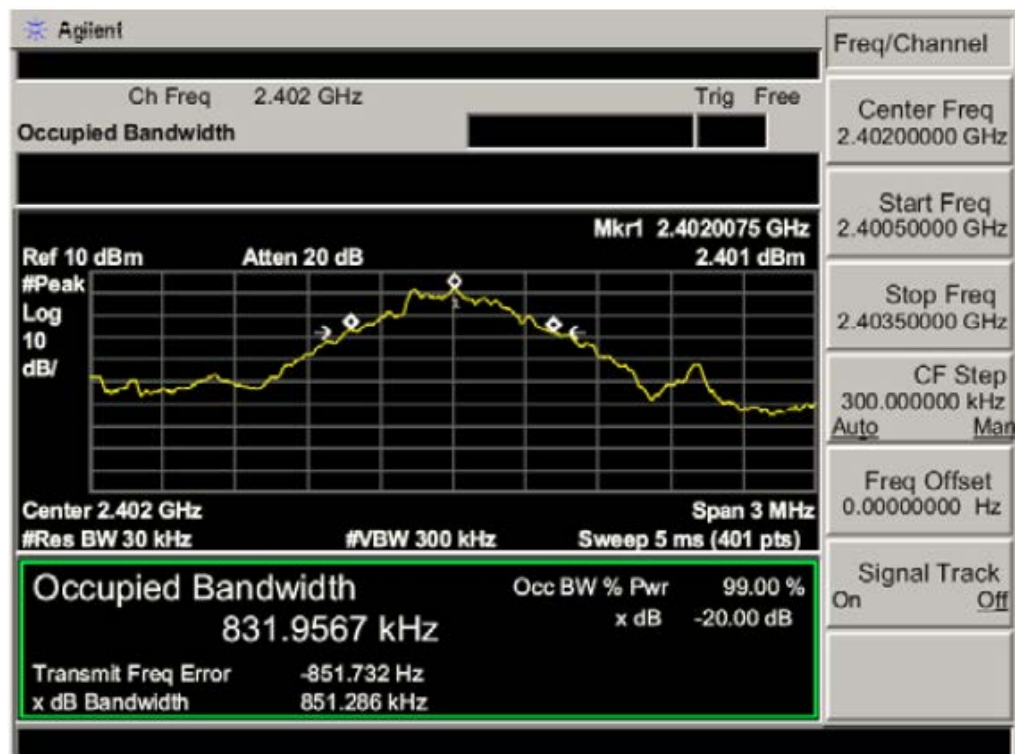 Agilent
Freq/Channel
Ch Freq 2.402 GHz Trig Free
Occupied Bandwidth
Center Freq
2.40200000 GHz
Start Freq
2.40050000 GHz
Stop Freq
2.40350000 GHz
CF Step
300.000000 kHz
Auto Man
Freq Offset
0.00000000 Hz
Signal Track
On Off
Mkr1 2.4020075 GHz
Ref 10 dBm Atten 20 dB 2.401 dBm
#Peak
Log
10
dB/
1
Center 2.402 GHz Span 3 MHz
#Res BW 30 kHz #VBW 300 kHz Sweep 5 ms (401 pts)
Occupied Bandwidth Occ BW % Pwr 99.00 %
831.9567 kHz x dB -20.00 dB
Transmit Freq Error -851.732 Hz
x dB Bandwidth 851.286 kHz